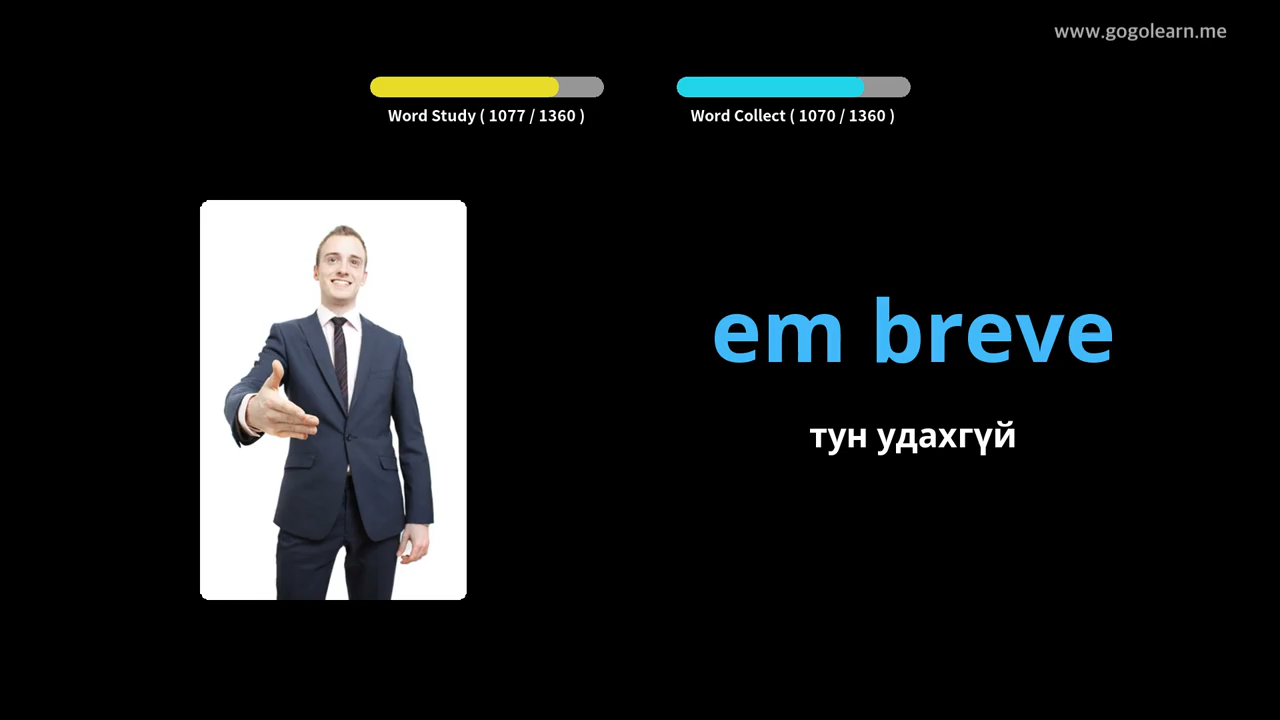 www.gogolearn.me
Word Study ( 1077 / 1360 )
Word Collect ( 1070 / 1360 )
em breve
тун удахгүй